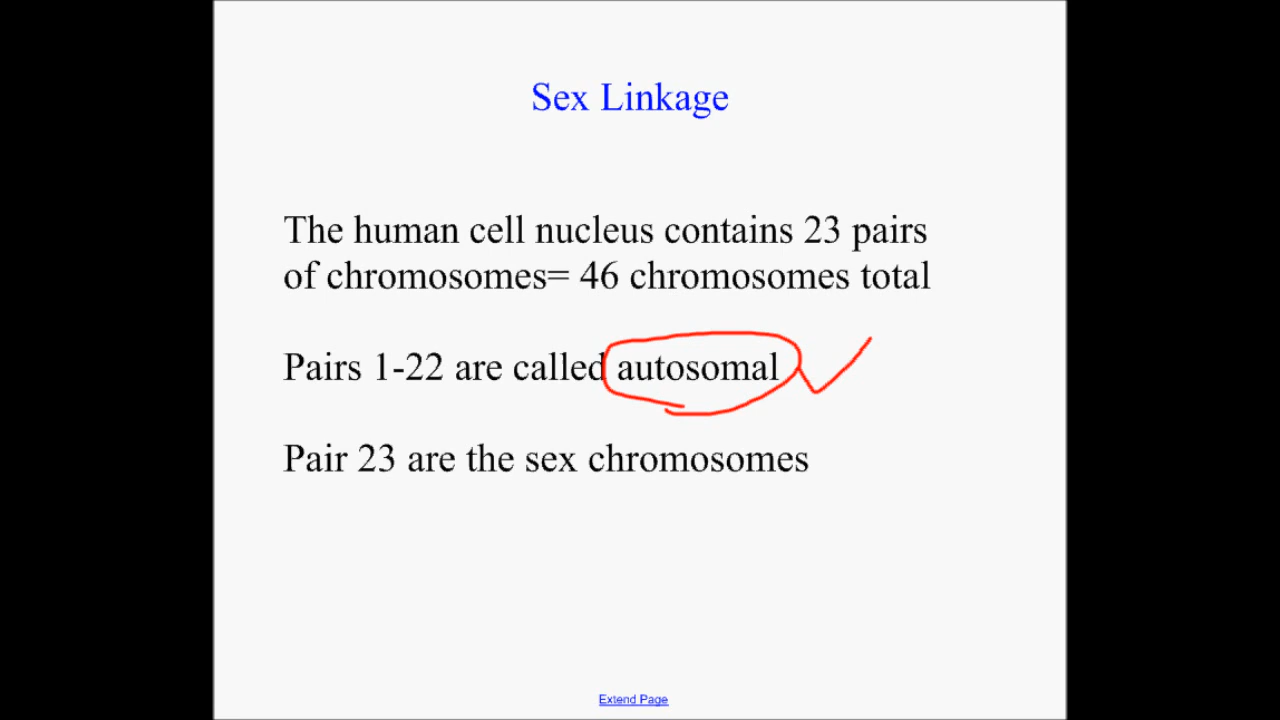 Sex Linkage
The human cell nucleus contains 23 pairs
of chromosomes= 46 chromosomes total
Pairs 1-22 are called autosomal
Pair 23 are the sex chromosomes
Extend Page